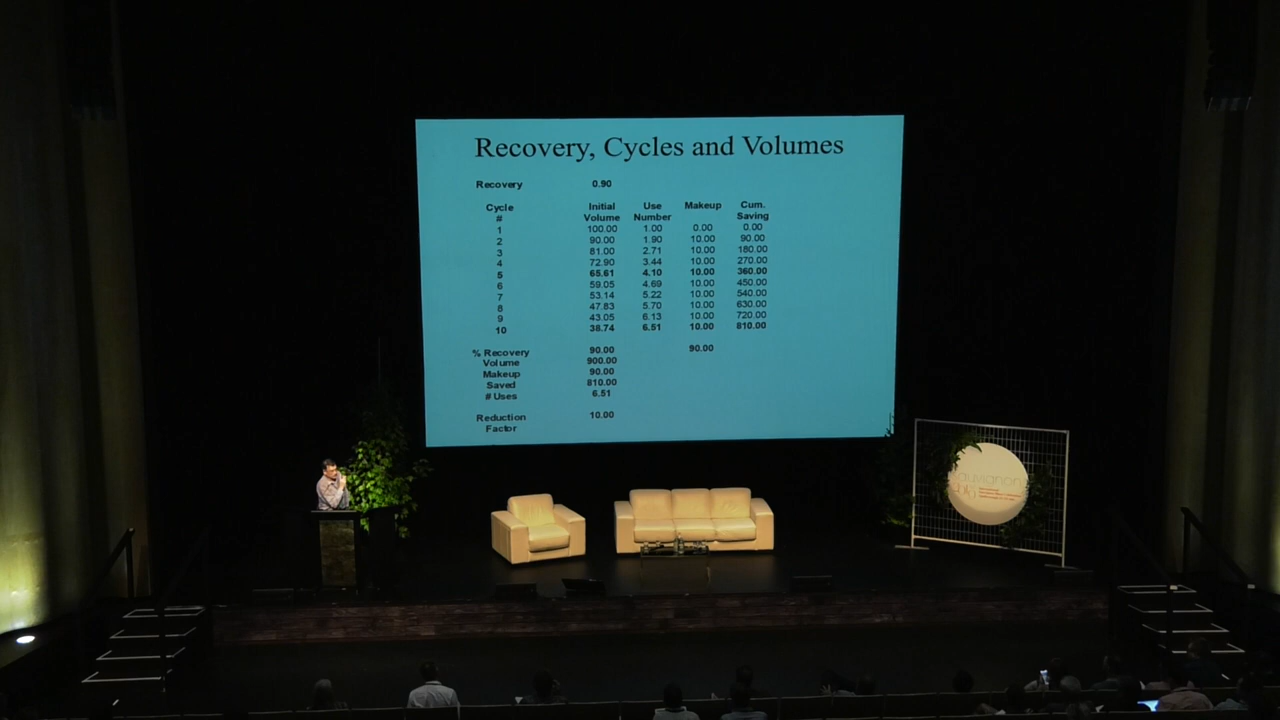 Recovery, Cycles and Volumes
Recovery 0.90
Cycle Initial Use Makeup Cum.
# Volume Number Saving
1 100.00 1.00 0.00 0.00
2 90.00 1.90 10.00 90.00
3 81.00 2.71 10.00 180.00
4 72.90 3.44 10.00 270.00
5 65.61 4.10 10.00 360.00
6 59.05 4.69 10.00 450.00
7 53.14 5.22 10.00 540.00
8 47.83 5.70 10.00 630.00
9 43.05 6.13 10.00 720.00
10 38.74 6.51 10.00 810.00
% Recovery 90.00 90.00
Volume 900.00
Makeup 90.00
Saved 810.00
# Uses 6.51
Reduction 10.00
Factor
sauvignon